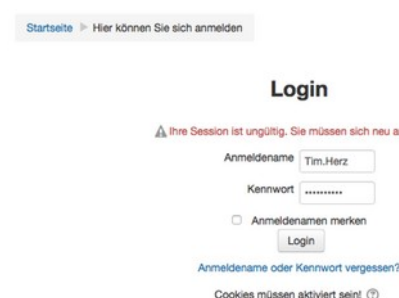 Startseite Hier können Sie sich anmelden
Login
Ihre Session ist ungültig. Sie müssen sich neu a
Anmeldename Tim.Herz
Kennwort ••••••••••
Anmeldenamen merken
Login
Anmeldename oder Kennwort vergessen?
Cookies müssen aktiviert sein!